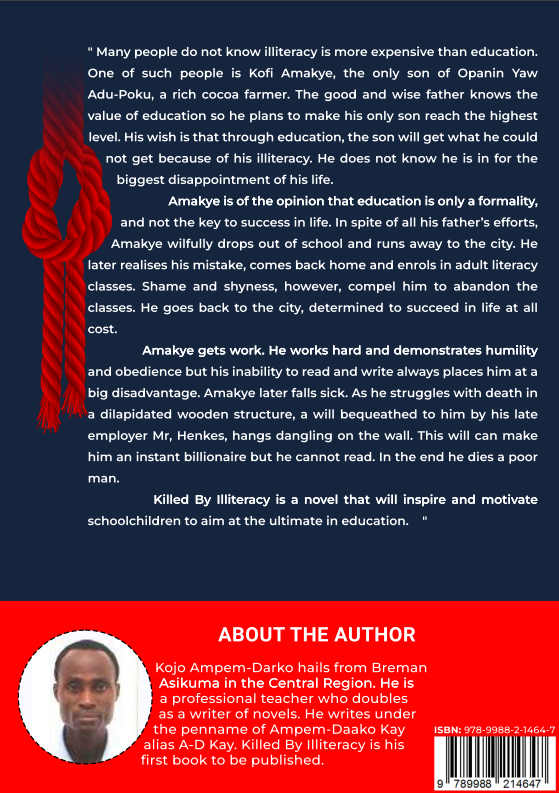 " Many people do not know illiteracy is more expensive than education.
One of such people is Kofi Amakye, the only son of Opanin Yaw
Adu-Poku, a rich cocoa farmer. The good and wise father knows the
value of education so he plans to make his only son reach the highest
level. His wish is that through education, the son will get what he could
not get because of his illiteracy. He does not know he is in for the
biggest disappointment of his life.
Amakye is of the opinion that education is only a formality,
and not the key to success in life. In spite of all his father's efforts,
Amakye wilfully drops out of school and runs away to the city. He
later realises his mistake, comes back home and enrols in adult literacy
classes. Shame and shyness, however, compel him to abandon the
classes. He goes back to the city, determined to succeed in life at all
cost.
Amakye gets work. He works hard and demonstrates humility
and obedience but his inability to read and write always places him at a
big disadvantage. Amakye later falls sick. As he struggles with death in
a dilapidated wooden structure, a will bequeathed to him by his late
employer Mr, Henkes, hangs dangling on the wall. This will can make
him an instant billionaire but he cannot read. In the end he dies a poor
man.
Killed By Illiteracy is a novel that will inspire and motivate
schoolchildren to aim at the ultimate in education. "
ABOUT THE AUTHOR
Kojo Ampem-Darko hails from Breman
Asikuma in the Central Region. He is
a professional teacher who doubles
as a writer of novels. He writes under
the penname of Ampem-Daako Kay
alias A-D Kay. Killed By Illiteracy is his
first book to be published.
ISBN: 978-9988-2-1464-7
9 789988 214647